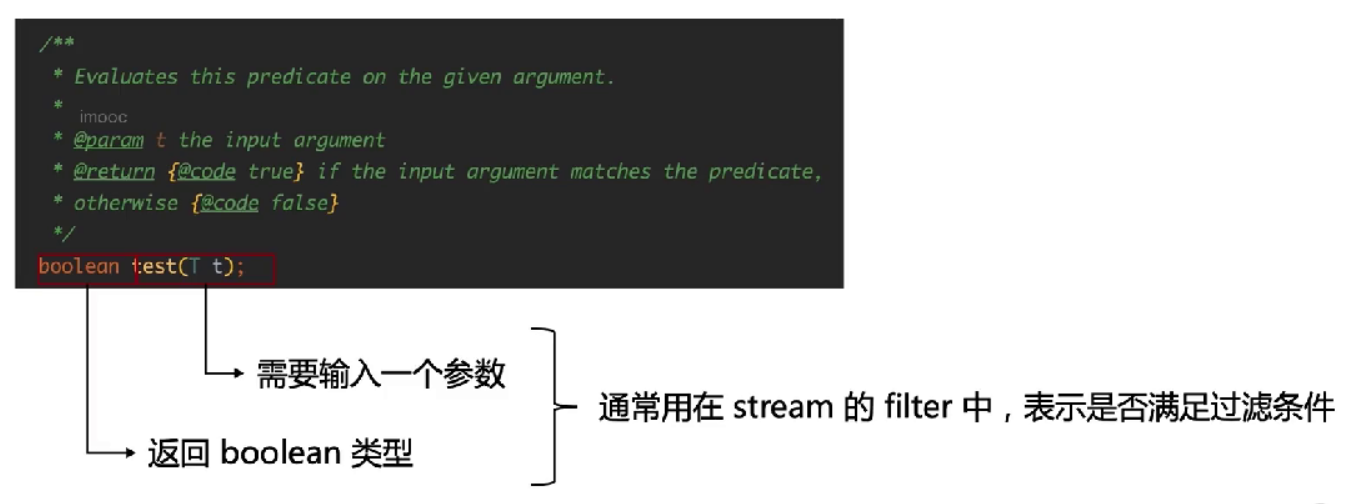 /**
* Evaluates this predicate on the given argument.
*
imooc
* @param t the input argument
* @return {@code true} if the input argument matches the predicate,
* otherwise {@code false}
*/
boolean test(T t);
需要输入一个参数
通常用在 stream 的 filter 中，表示是否满足过滤条件
返回 boolean 类型